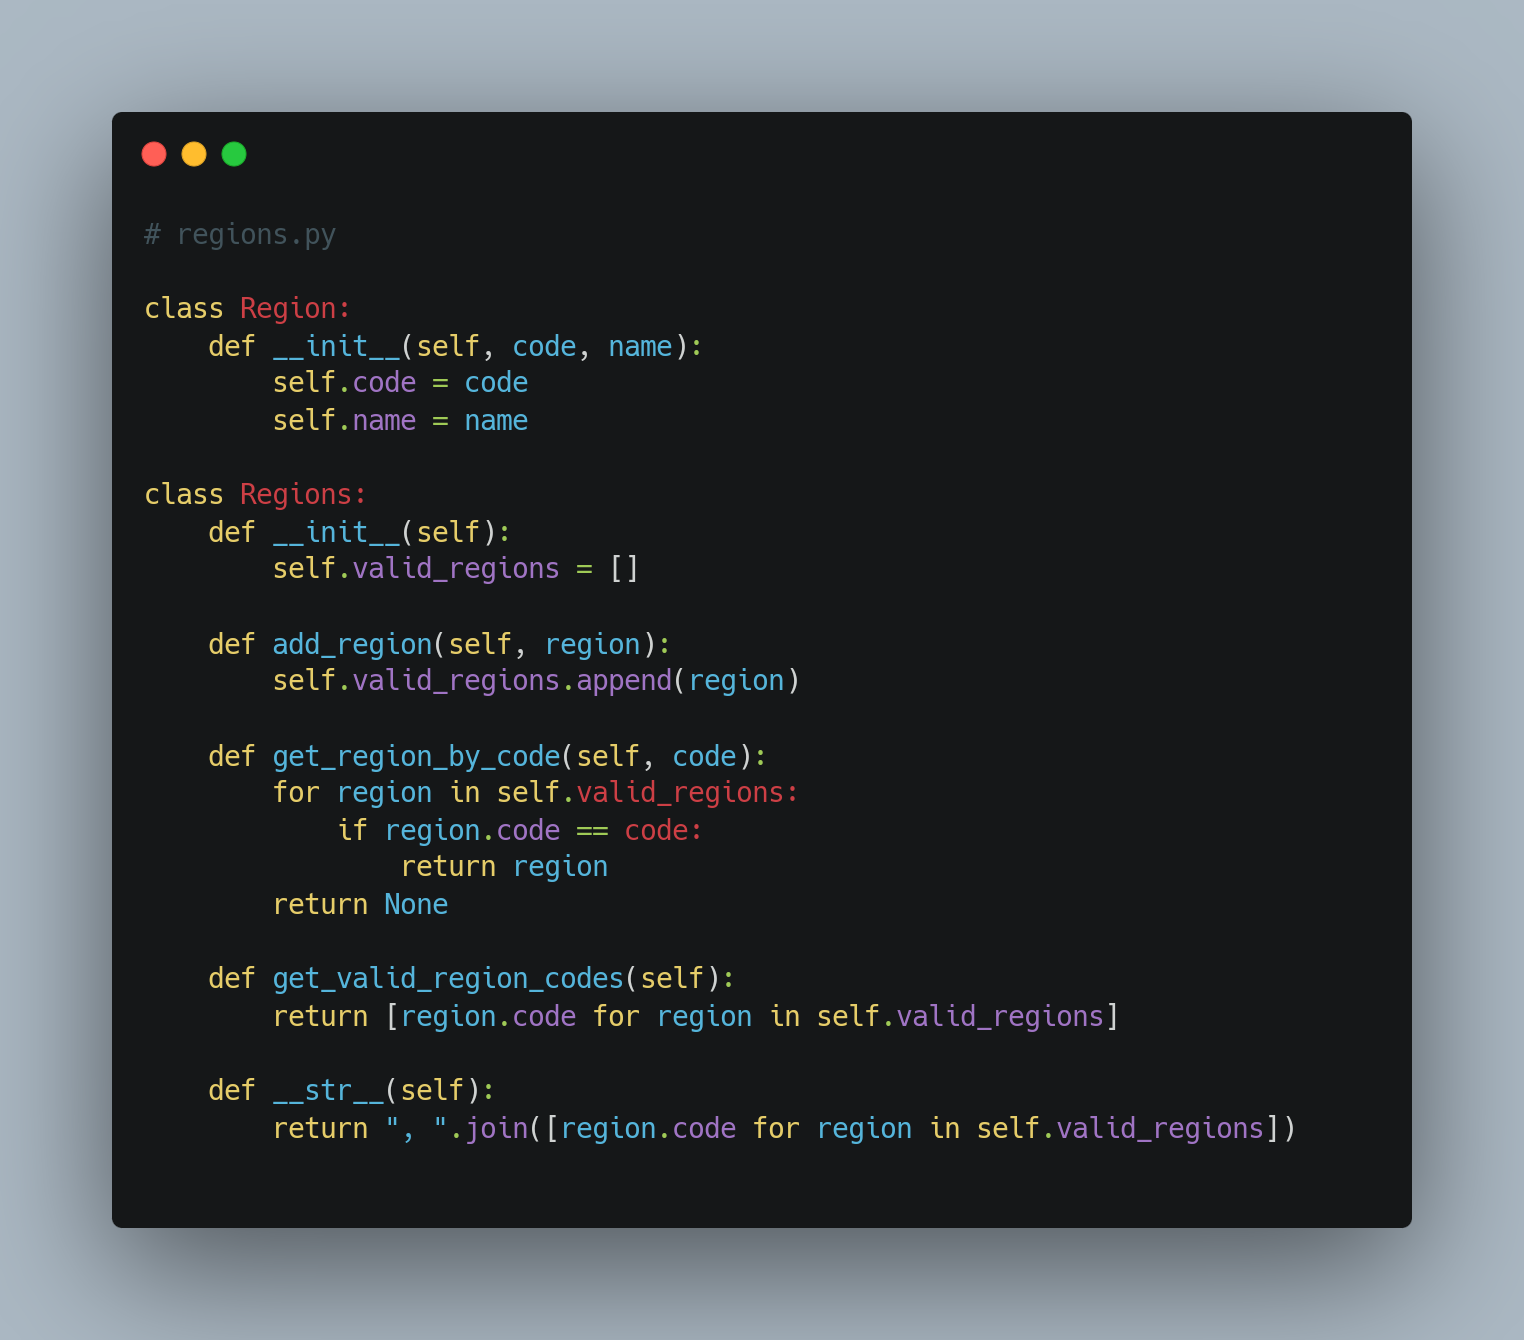 # regions.py

class Region:
    def __init__(self, code, name):
        self.code = code
        self.name = name

class Regions:
    def __init__(self):
        self.valid_regions = []

    def add_region(self, region):
        self.valid_regions.append(region)

    def get_region_by_code(self, code):
        for region in self.valid_regions:
            if region.code == code:
                return region
        return None

    def get_valid_region_codes(self):
        return [region.code for region in self.valid_regions]

    def __str__(self):
        return ", ".join([region.code for region in self.valid_regions])